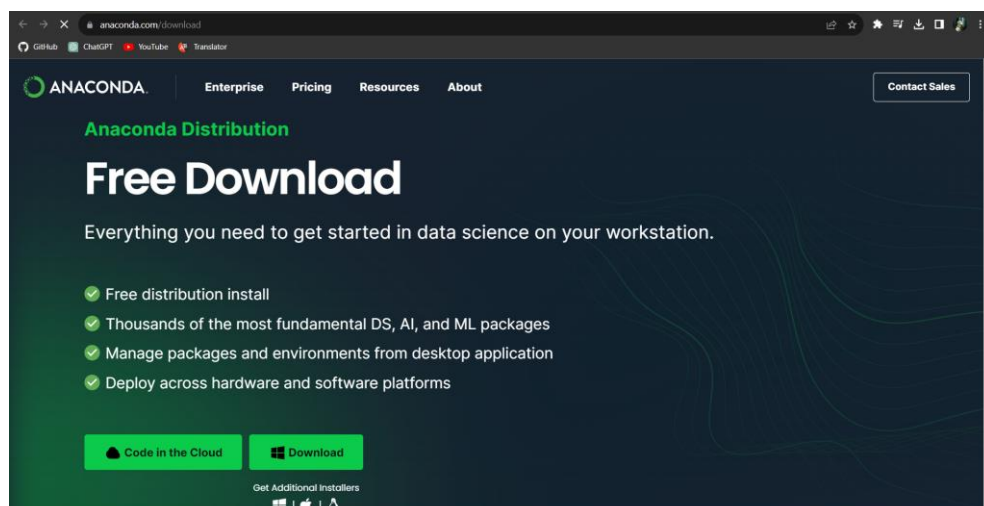 anaconda.com/download
GitHub ChatGPT YouTube Translator
ANACONDA. Enterprise Pricing Resources About Contact Sales
Anaconda Distribution
Free Download
Everything you need to get started in data science on your workstation.
Free distribution install
Thousands of the most fundamental DS, AI, and ML packages
Manage packages and environments from desktop application
Deploy across hardware and software platforms
Code in the Cloud Download
Get Additional Installers